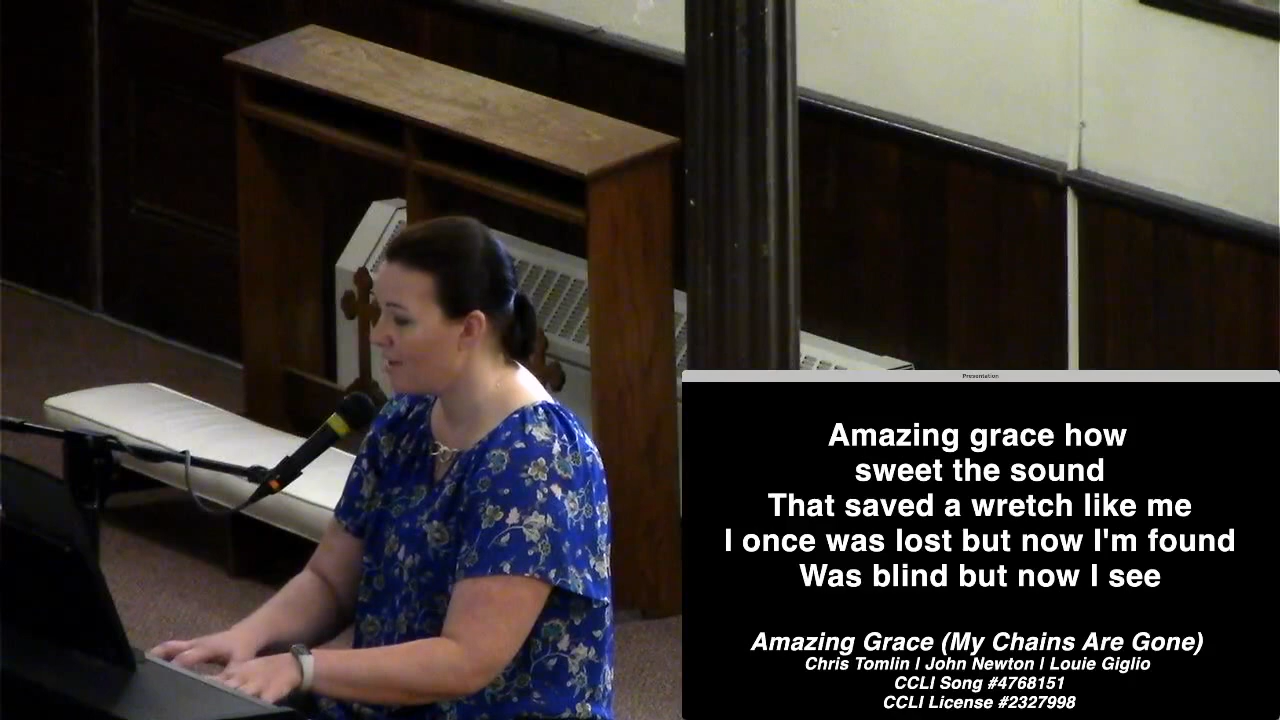 Presentation
Amazing grace how
sweet the sound
That saved a wretch like me
I once was lost but now I'm found
Was blind but now I see
Amazing Grace (My Chains Are Gone)
Chris Tomlin | John Newton | Louie Giglio
CCLI Song #4768151
CCLI License #2327998